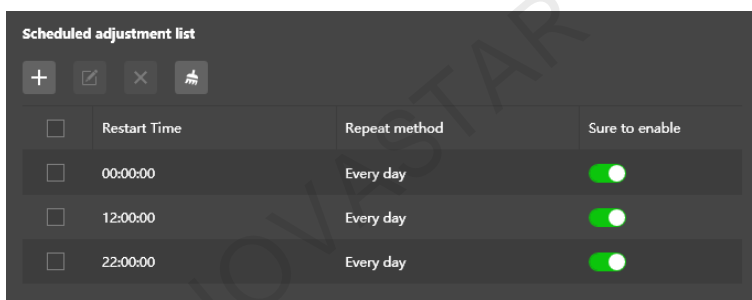 Scheduled adjustment list
Restart Time Repeat method Sure to enable
00:00:00 Every day
12:00:00 Every day
22:00:00 Every day
NOVASTAR